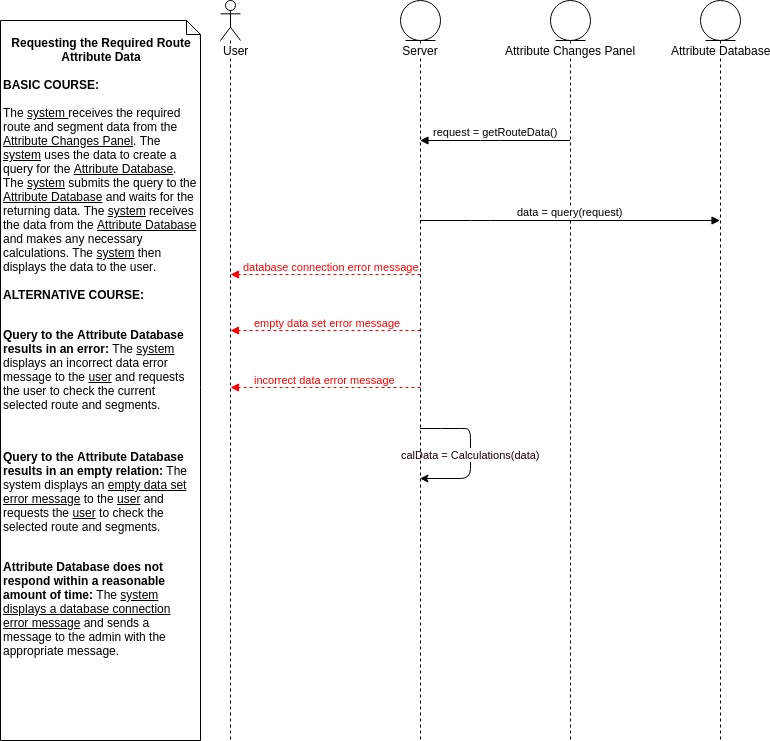 Requesting the Required Route
Attribute Data
BASIC COURSE:
The system receives the required
route and segment data from the
Attribute Changes Panel. The
system uses the data to create a
query for the Attribute Database.
The system submits the query to the
Attribute Database and waits for the
returning data. The system receives
the data from the Attribute Database
and makes any necessary
calculations. The system then
displays the data to the user.
ALTERNATIVE COURSE:
Query to the Attribute Database
results in an error: The system
displays an incorrect data error
message to the user and requests
the user to check the current
selected route and segments.
Query to the Attribute Database
results in an empty relation: The
system displays an empty data set
error message to the user and
requests the user to check the
selected route and segments.
Attribute Database does not
respond within a reasonable
amount of time: The system
displays a database connection
error message and sends a
message to the admin with the
appropriate message.
User
Server
Attribute Changes Panel
Attribute Database
request = getRouteData()
data = query(request)
database connection error message
empty data set error message
incorrect data error message
calData = Calculations(data)